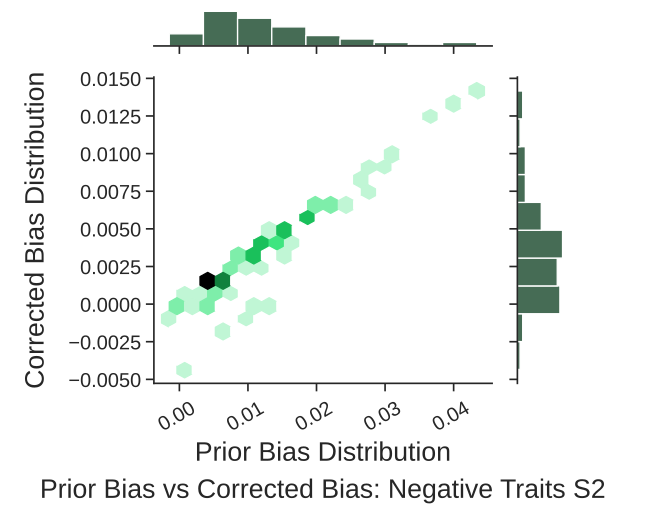 0.0150
0.0125
0.0100
0.0075
0.0050
0.0025
0.0000
−0.0025
−0.0050
Corrected Bias Distribution
0.00 0.01 0.02 0.03 0.04
Prior Bias Distribution
Prior Bias vs Corrected Bias: Negative Traits S2